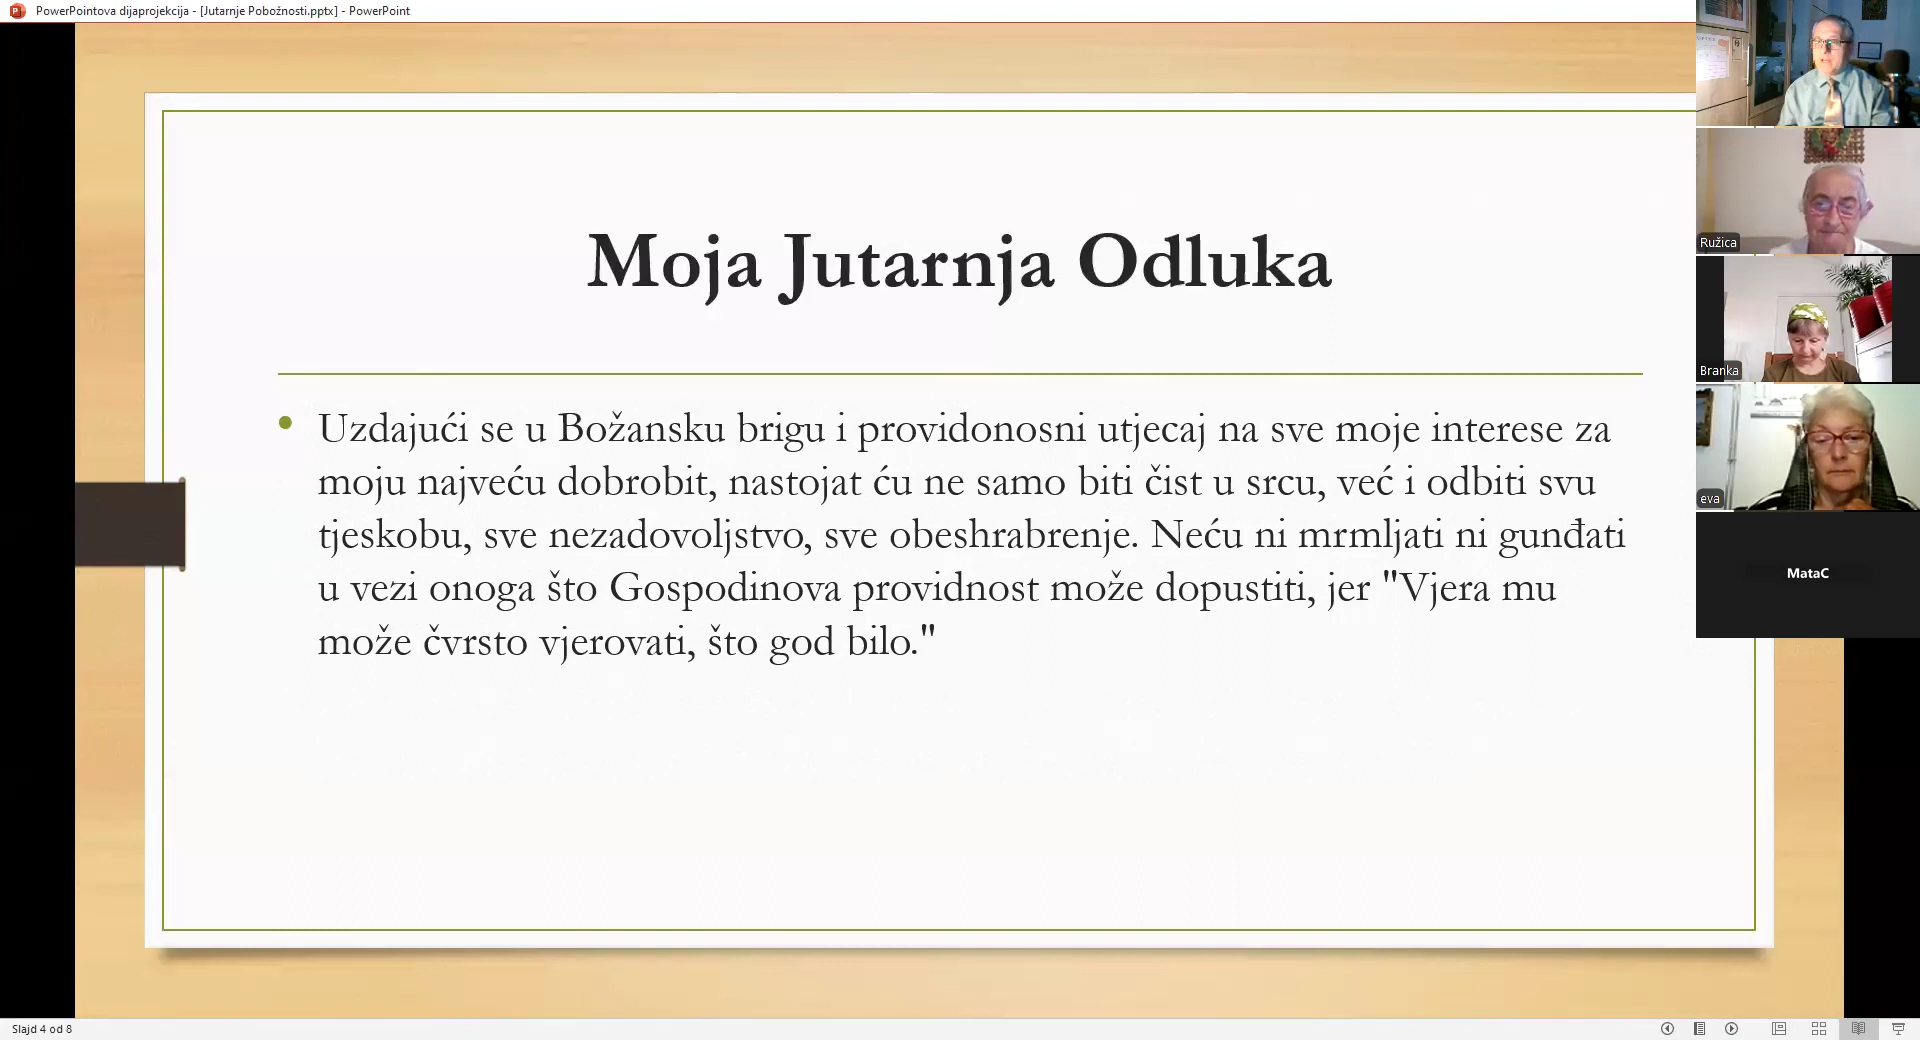 PowerPointova dijaprojekcija - [Jutarnje Pobožnosti.pptx] - PowerPoint
Moja Jutarnja Odluka
Uzdajući se u Božansku brigu i providonosni utjecaj na sve moje interese za
moju najveću dobrobit, nastojat ću ne samo biti čist u srcu, već i odbiti svu
tjeskobu, sve nezadovoljstvo, sve obeshrabrenje. Neću ni mrmljati ni gunđati
u vezi onoga što Gospodinova providnost može dopustiti, jer "Vjera mu
može čvrsto vjerovati, što god bilo."
Ružica
Branka
eva
MataC
Slajd 4 od 8